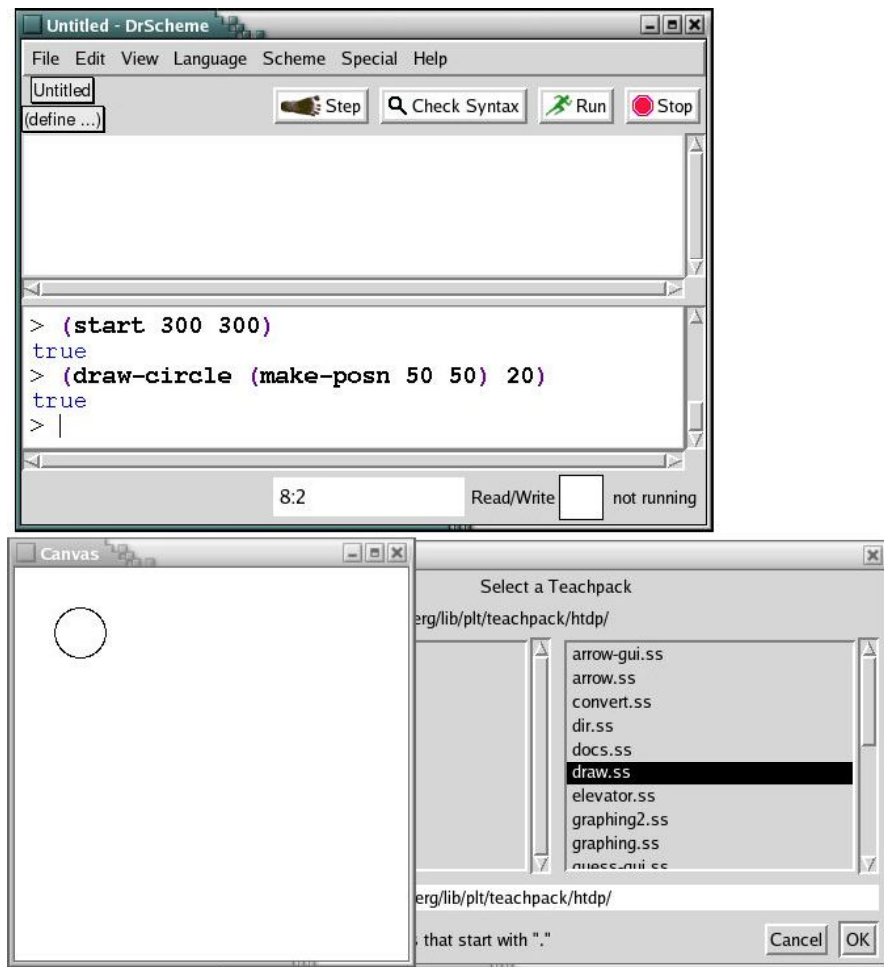 Untitled - DrScheme
File Edit View Language Scheme Special Help
Untitled
(define ...)
Step Check Syntax Run Stop
> (start 300 300)
true
> (draw-circle (make-posn 50 50) 20)
true
>
8:2 Read/Write not running
Canvas
Select a Teachpack
erg/lib/plt/teachpack/htdp/
arrow-gui.ss
arrow.ss
convert.ss
dir.ss
docs.ss
draw.ss
elevator.ss
graphing2.ss
graphing.ss
guess-gui.ss
erg/lib/plt/teachpack/htdp/
s that start with "."
Cancel OK